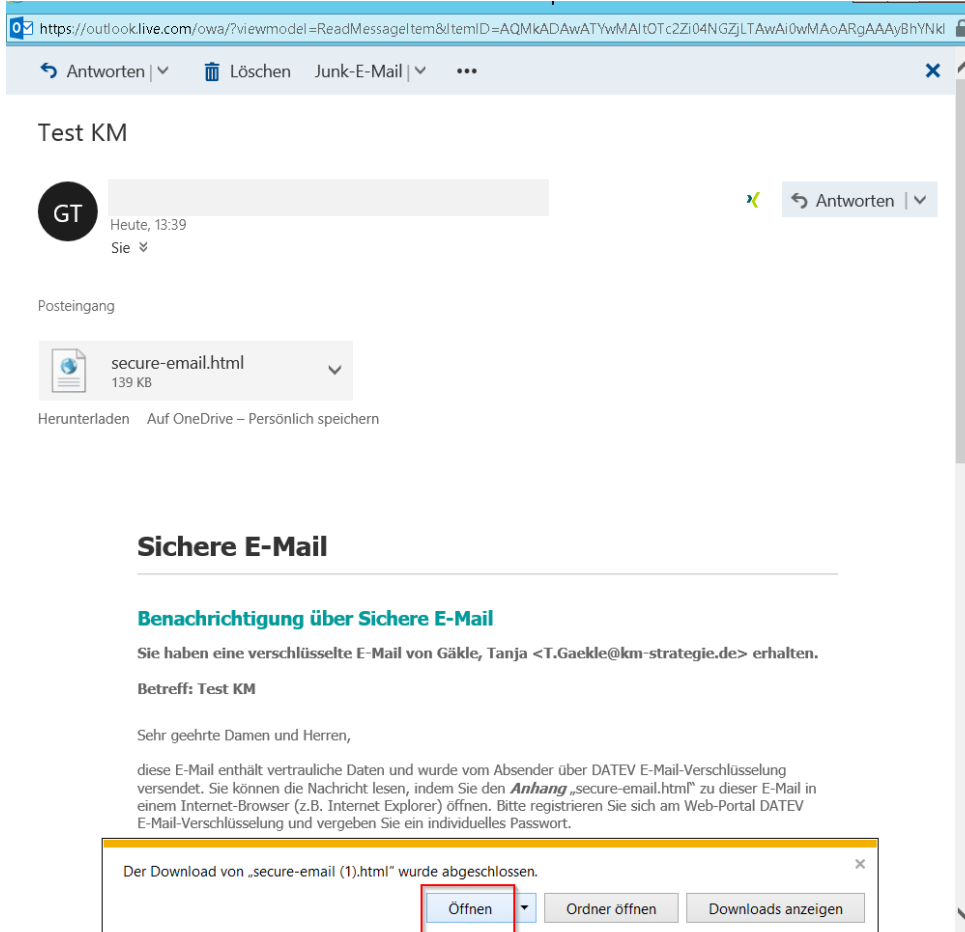 https://outlook.live.com/owa/?viewmodel=ReadMessageItem&ItemID=AQMkADAwATYwMAItOTc2Zi04NGZjLTAwAi0wMAoARgAAAyBhYNkl
Antworten | Löschen Junk-E-Mail | •••
Test KM
GT
Heute, 13:39
Sie
Antworten
Posteingang
secure-email.html
139 KB
Herunterladen Auf OneDrive – Persönlich speichern
Sichere E-Mail
Benachrichtigung über Sichere E-Mail
Sie haben eine verschlüsselte E-Mail von Gäkle, Tanja <T.Gaekle@km-strategie.de> erhalten.
Betreff: Test KM
Sehr geehrte Damen und Herren,
diese E-Mail enthält vertrauliche Daten und wurde vom Absender über DATEV E-Mail-Verschlüsselung
versendet. Sie können die Nachricht lesen, indem Sie den Anhang „secure-email.html" zu dieser E-Mail in
einem Internet-Browser (z.B. Internet Explorer) öffnen. Bitte registrieren Sie sich am Web-Portal DATEV
E-Mail-Verschlüsselung und vergeben Sie ein individuelles Passwort.
Der Download von „secure-email (1).html" wurde abgeschlossen.
Öffnen Ordner öffnen Downloads anzeigen